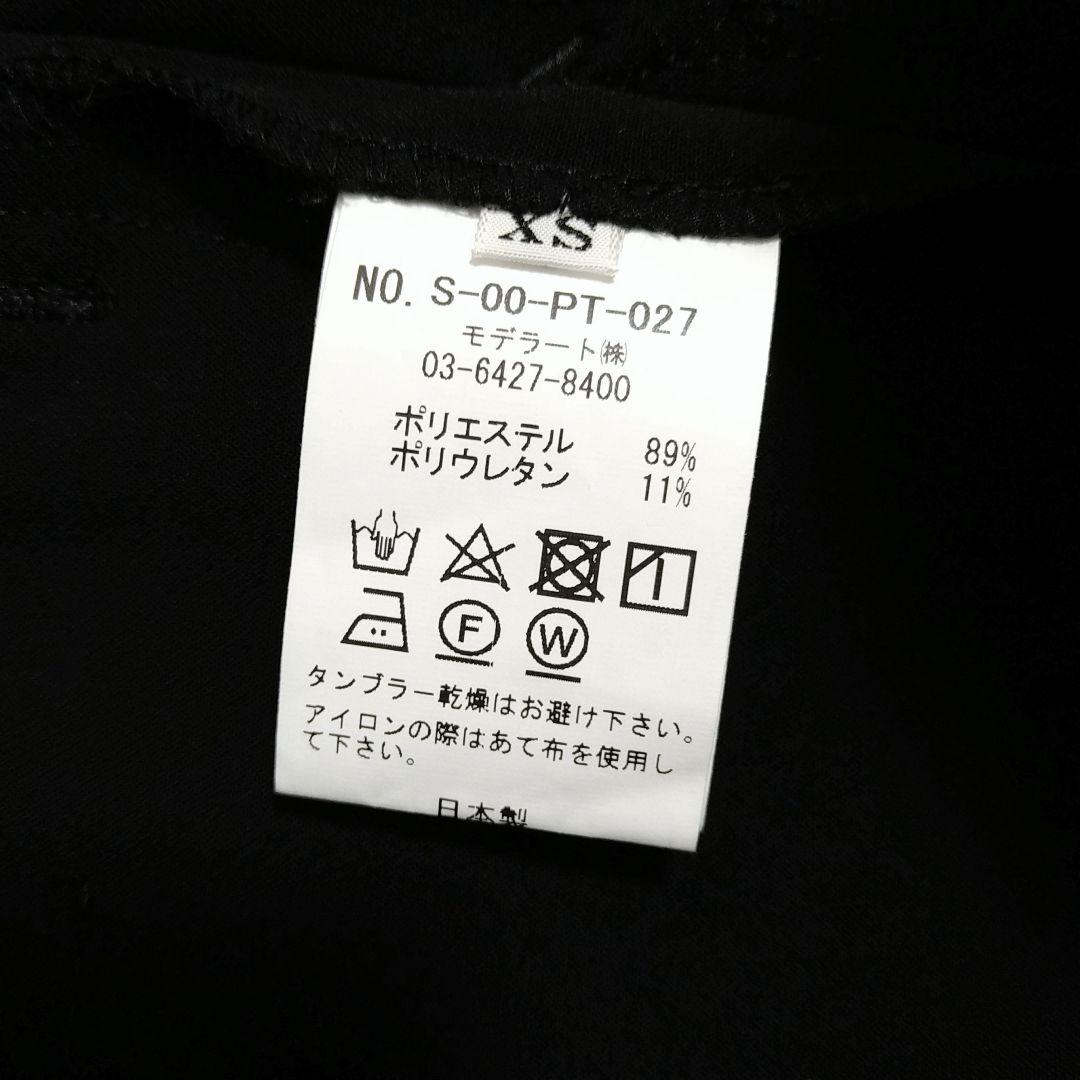 XS
NO. S-00-PT-027
モデラート㈱
03-6427-8400
ポリエステル 89%
ポリウレタン 11%
F W
タンブラー乾燥はお避け下さい。
アイロンの際はあて布を使用し
て下さい。
日本製